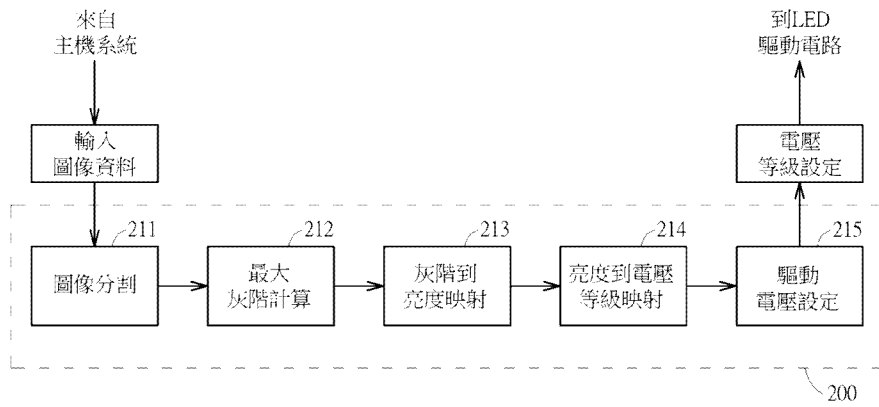 來自
主機系統
到LED
驅動電路
輸入
圖像資料
電壓
等級設定
211
圖像分割
212
最大
灰階計算
213
灰階到
亮度映射
214
亮度到電壓
等級映射
215
驅動
電壓設定
200